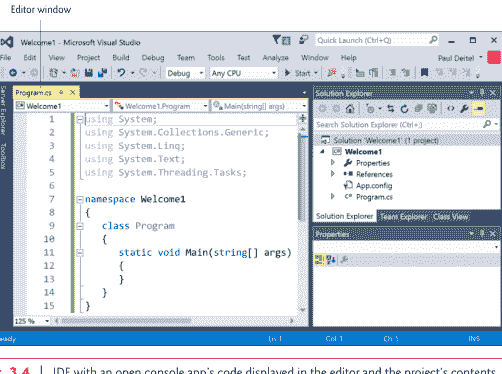 Editor window
Welcome1 - Microsoft Visual Studio
Quick Launch (Ctrl+Q)
File Edit View Project Build Debug Team Tools Test Analyze Window Help Paul Deitel
Debug Any CPU Start
Server Explorer
Toolbox
Program.cs
Welcome1 Welcome1.Program Main(string[] args)
1 using System;
2 using System.Collections.Generic;
3 using System.Linq;
4 using System.Text;
5 using System.Threading.Tasks;
6
7 namespace Welcome1
8 {
9 class Program
10 {
11 static void Main(string[] args)
12 {
13 }
14 }
15 }
125 %
Solution Explorer
Search Solution Explorer (Ctrl+;)
Solution 'Welcome1' (1 project)
Welcome1
Properties
References
App.config
C# Program.cs
Solution Explorer Team Explorer Class View
Properties
eady Ln 1 Col 1 Ch 1 INS
. 3.4 | IDE with an open console app's code displayed in the editor and the project's contents